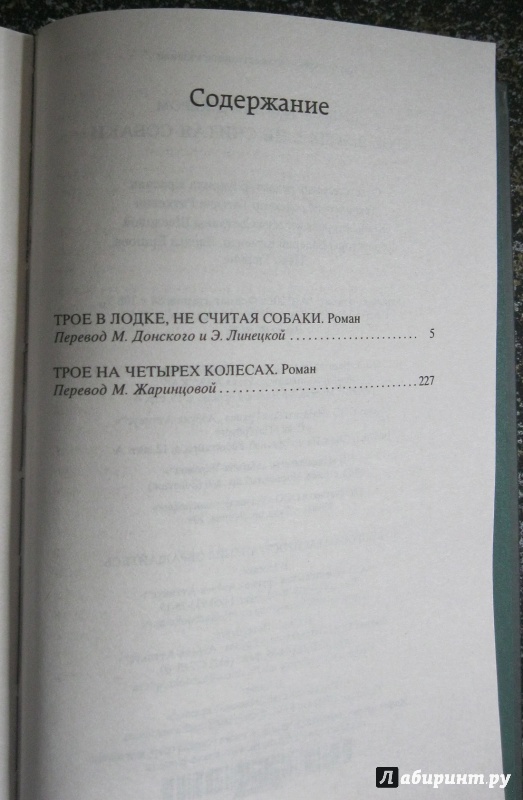 Содержание
ТРОЕ В ЛОДКЕ, НЕ СЧИТАЯ СОБАКИ. Роман
Перевод М. Донского и Э. Линецкой ..................... 5
ТРОЕ НА ЧЕТЫРЕХ КОЛЕСАХ. Роман
Перевод М. Жаринцовой ................................ 227
Лабиринт.ру